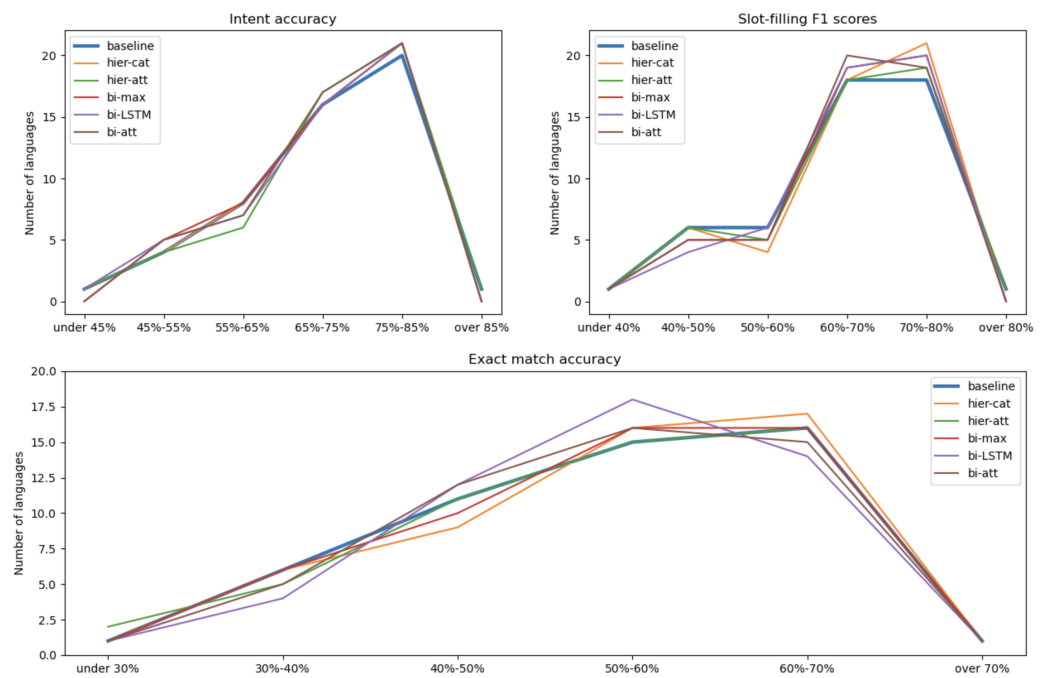 Intent accuracy
Number of languages
20
15
10
5
0
baseline
hier-cat
hier-att
bi-max
bi-LSTM
bi-att
under 45%
45%-55%
55%-65%
65%-75%
75%-85%
over 85%
Slot-filling F1 scores
Number of languages
20
15
10
5
0
baseline
hier-cat
hier-att
bi-max
bi-LSTM
bi-att
under 40%
40%-50%
50%-60%
60%-70%
70%-80%
over 80%
Exact match accuracy
Number of languages
20.0
17.5
15.0
12.5
10.0
7.5
5.0
2.5
0.0
baseline
hier-cat
hier-att
bi-max
bi-LSTM
bi-att
under 30%
30%-40%
40%-50%
50%-60%
60%-70%
over 70%